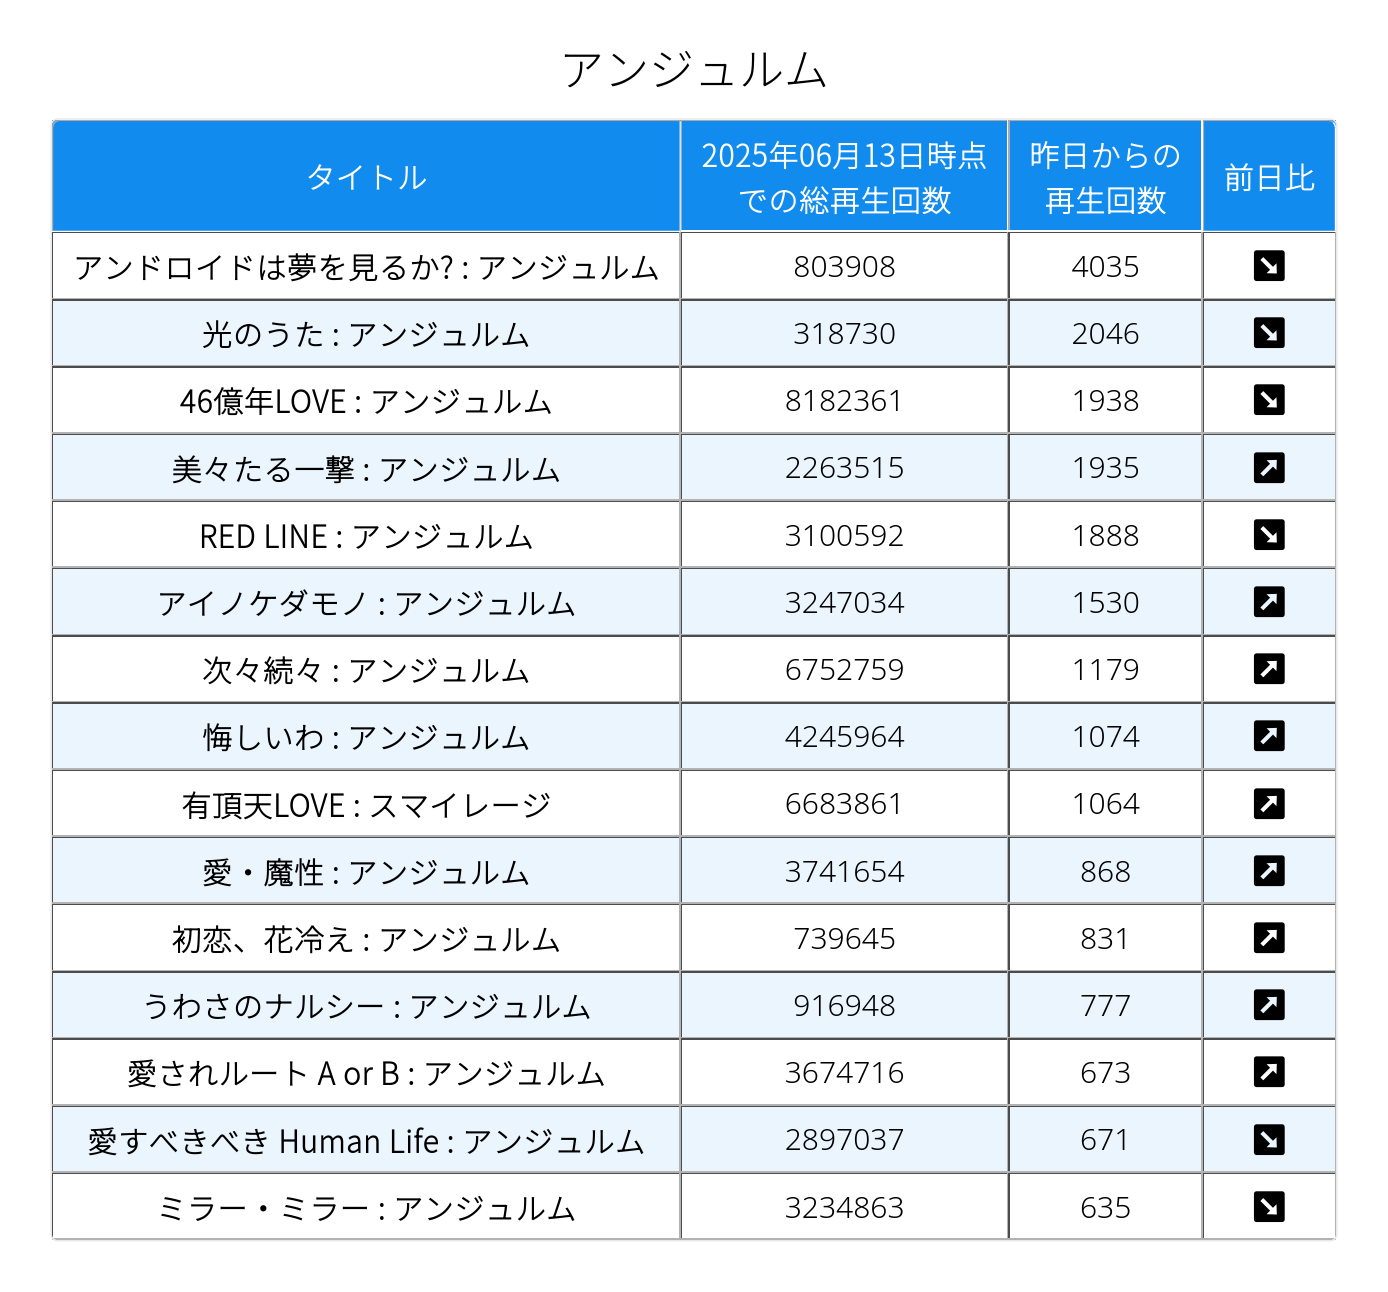 アンジュルム
タイトル 2025年06月13日時点での総再生回数 昨日からの再生回数 前日比
アンドロイドは夢を見るか? : アンジュルム 803908 4035 ↘
光のうた : アンジュルム 318730 2046 ↘
46億年LOVE : アンジュルム 8182361 1938 ↘
美々たる一撃 : アンジュルム 2263515 1935 ↗
RED LINE : アンジュルム 3100592 1888 ↘
アイノケダモノ : アンジュルム 3247034 1530 ↗
次々続々 : アンジュルム 6752759 1179 ↗
悔しいわ : アンジュルム 4245964 1074 ↗
有頂天LOVE : スマイレージ 6683861 1064 ↗
愛・魔性 : アンジュルム 3741654 868 ↗
初恋、花冷え : アンジュルム 739645 831 ↗
うわさのナルシー : アンジュルム 916948 777 ↗
愛されルート A or B : アンジュルム 3674716 673 ↗
愛すべきべき Human Life : アンジュルム 2897037 671 ↘
ミラー・ミラー : アンジュルム 3234863 635 ↘